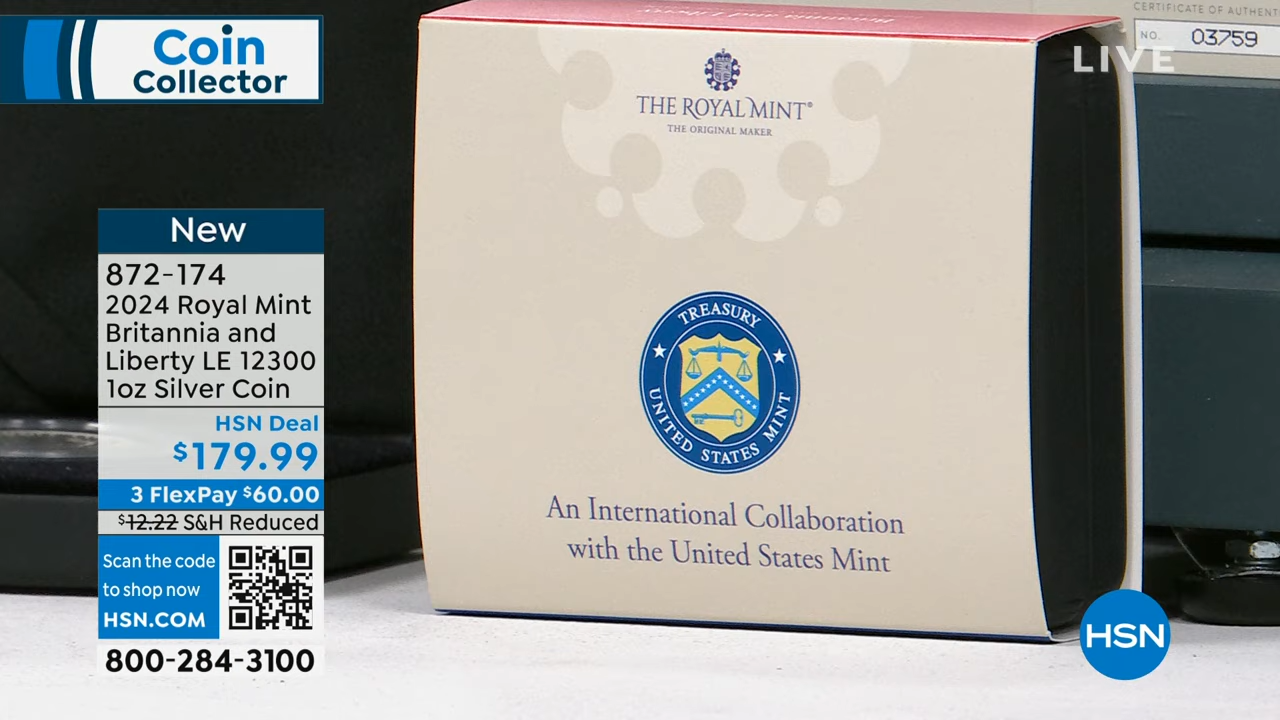 Coin
Collector
New
872-174
2024 Royal Mint
Britannia and
Liberty LE 12300
1oz Silver Coin
HSN Deal
$179.99
3 FlexPay $60.00
$12.22 S&H Reduced
Scan the code
to shop now
HSN.COM
800-284-3100
THE ROYAL MINT®
THE ORIGINAL MAKER
TREASURY
UNITED STATES MINT
An International Collaboration
with the United States Mint
CERTIFICATE OF AUTHENT
NO. 03759
LIVE
HSN